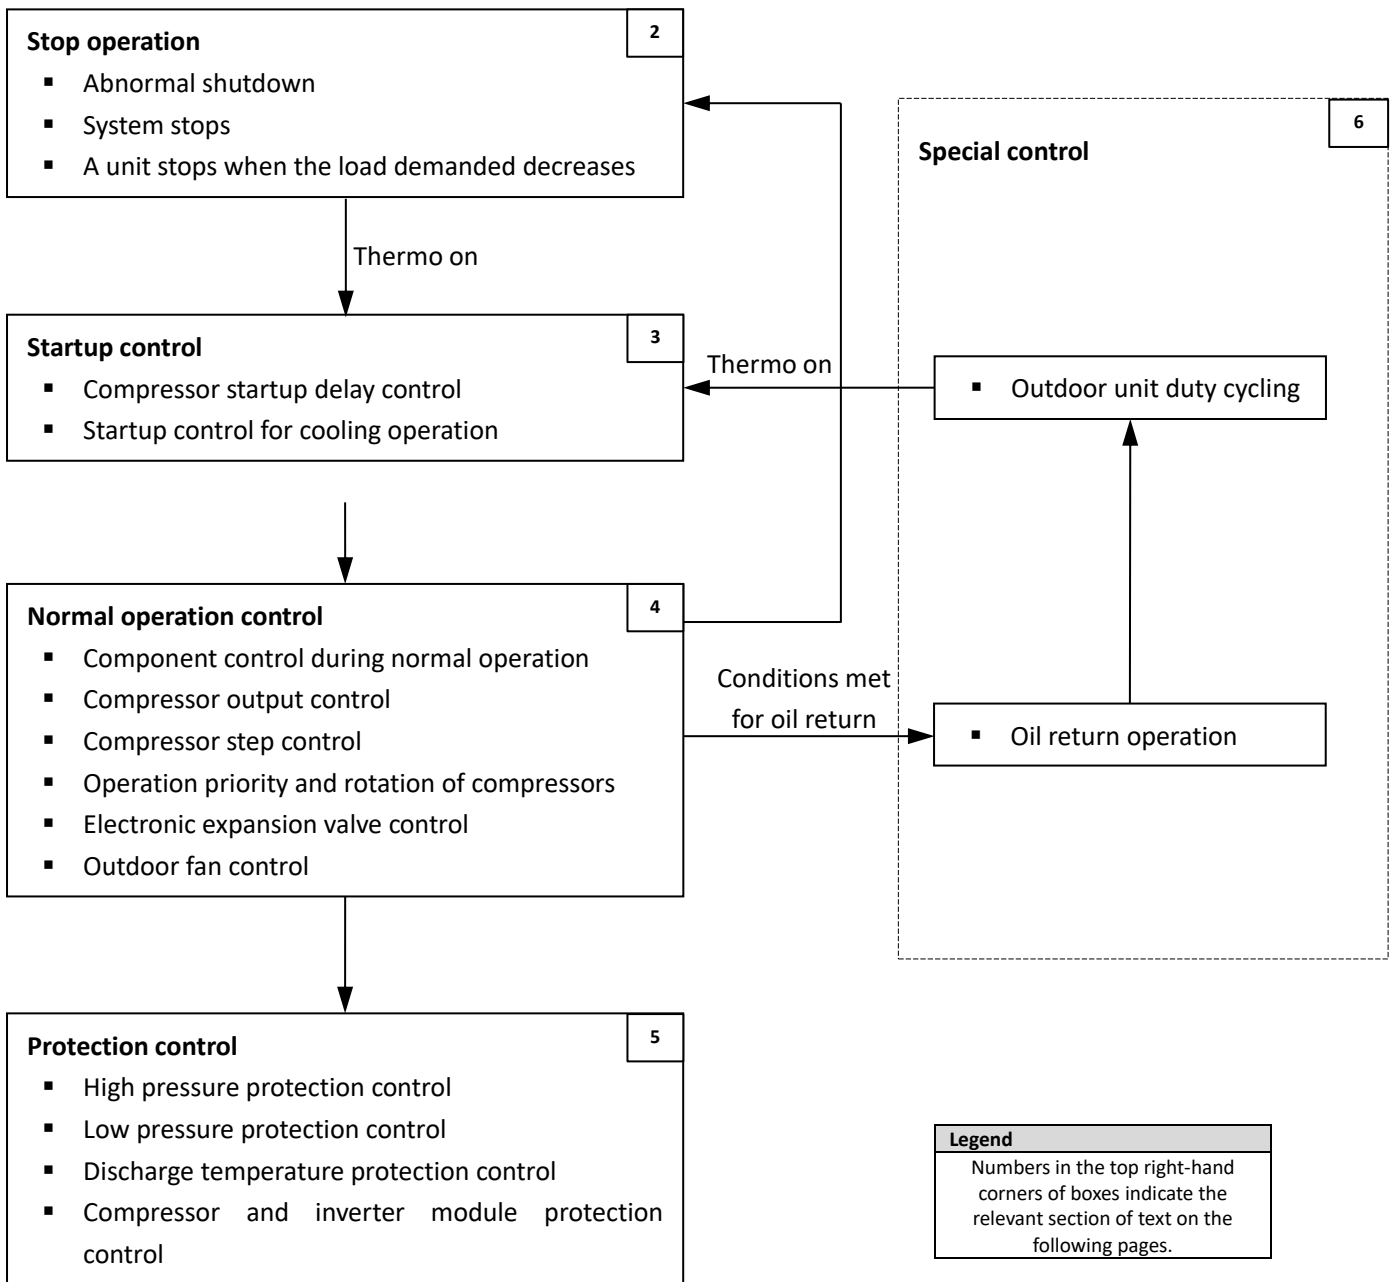 Stop operation
2
▪ Abnormal shutdown
▪ System stops
▪ A unit stops when the load demanded decreases
Thermo on
Startup control
3
▪ Compressor startup delay control
▪ Startup control for cooling operation
Normal operation control
4
▪ Component control during normal operation
▪ Compressor output control
▪ Compressor step control
▪ Operation priority and rotation of compressors
▪ Electronic expansion valve control
▪ Outdoor fan control
Protection control
5
▪ High pressure protection control
▪ Low pressure protection control
▪ Discharge temperature protection control
▪ Compressor and inverter module protection
control
Thermo on
Conditions met
for oil return
Special control
6
▪ Outdoor unit duty cycling
▪ Oil return operation
Legend
Numbers in the top right-hand
corners of boxes indicate the
relevant section of text on the
following pages.